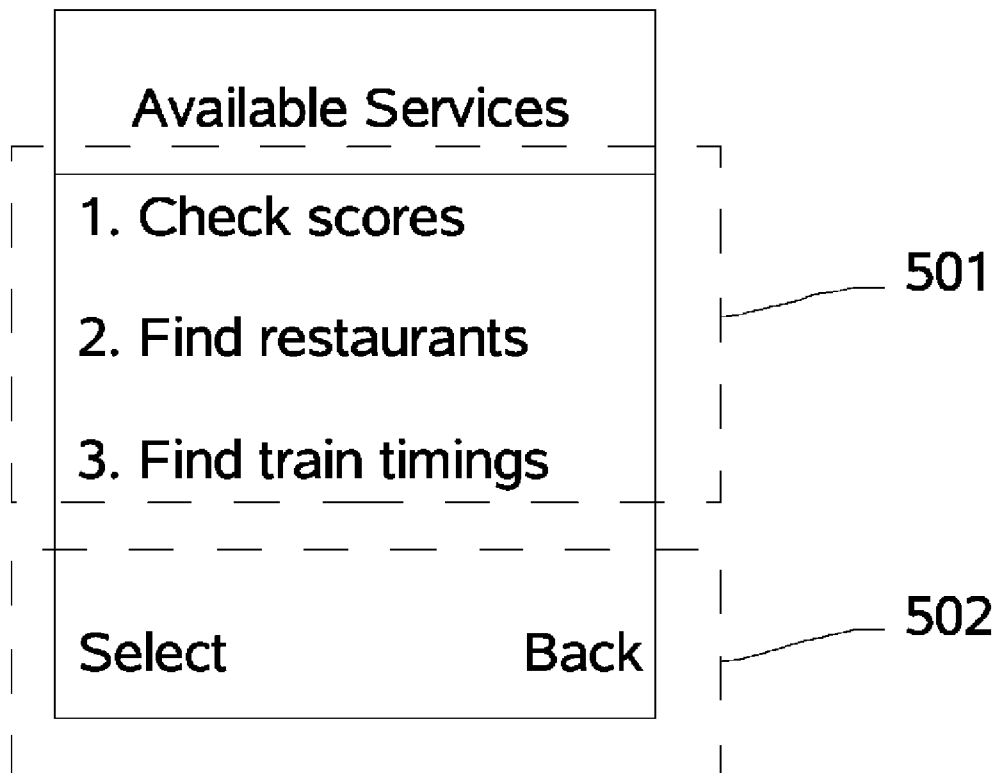 Available Services
1. Check scores
501
2. Find restaurants
3. Find train timings
502
Select Back